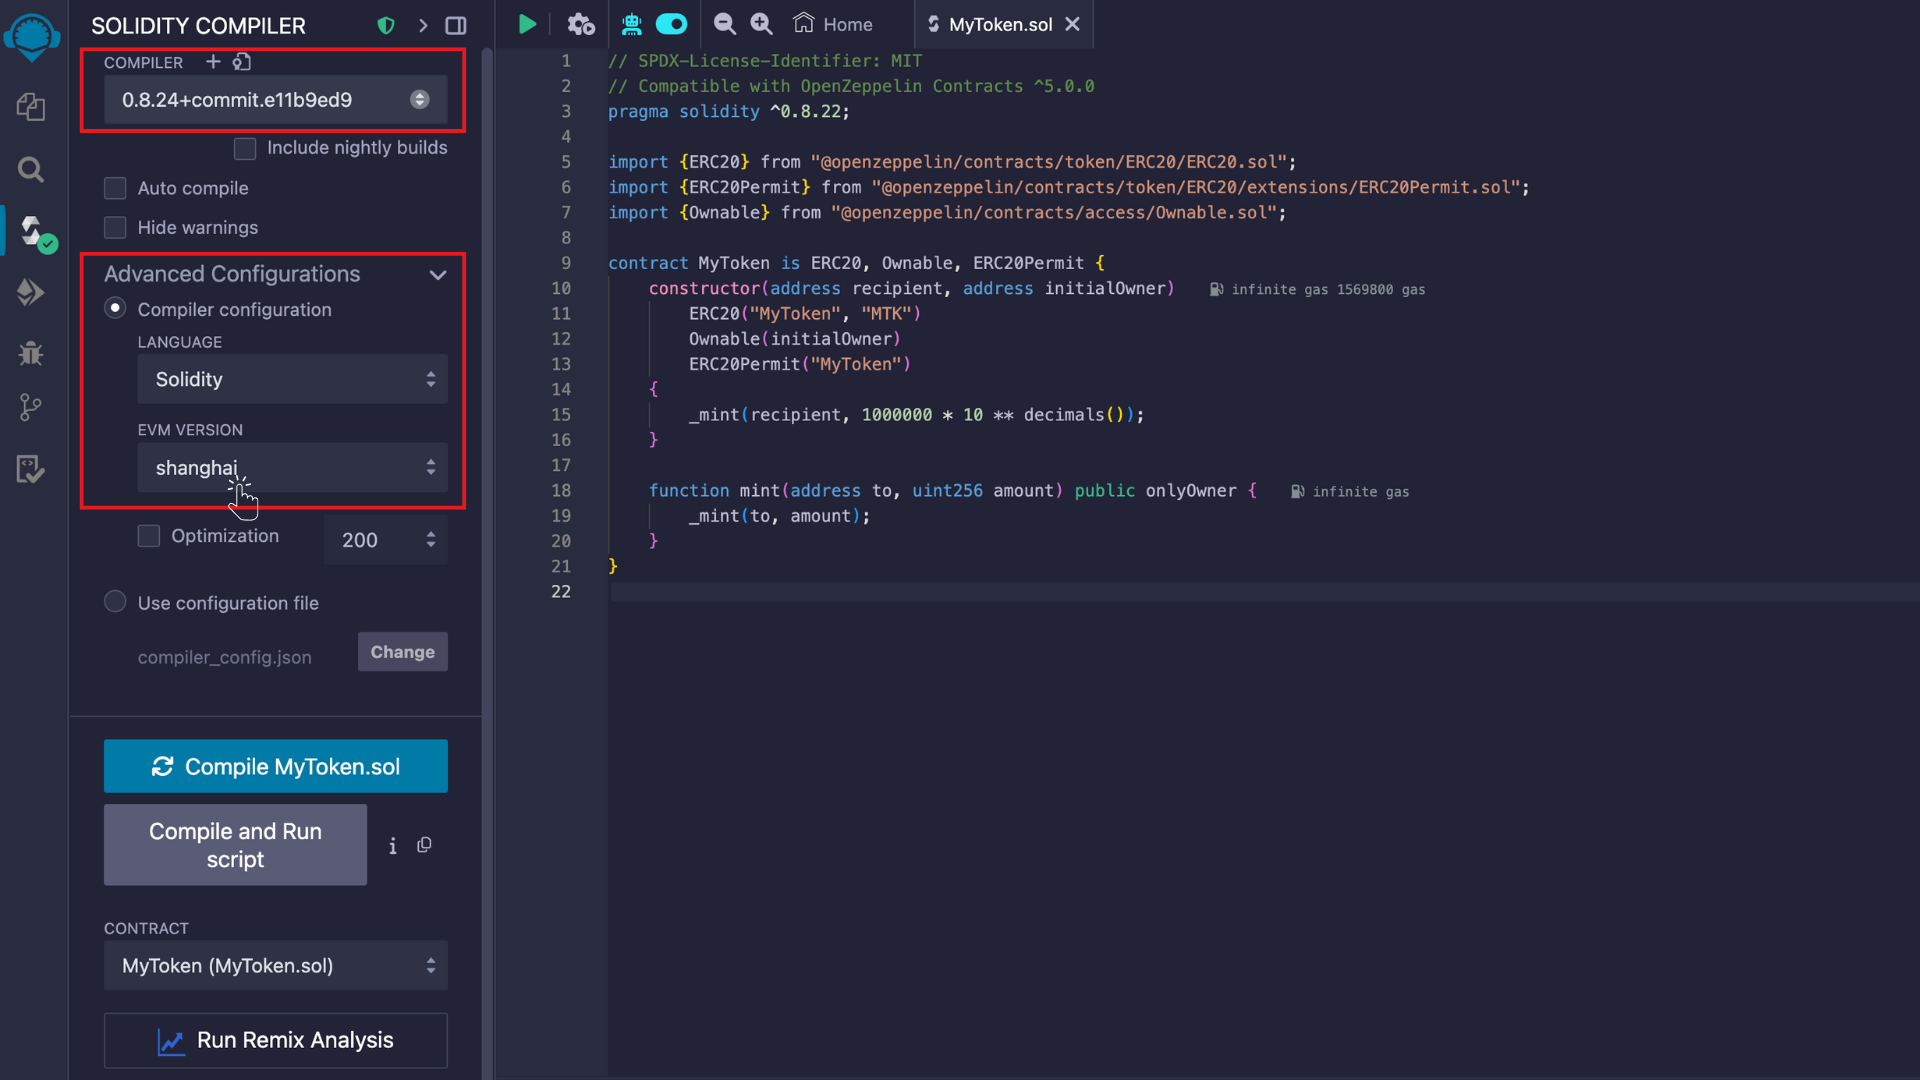 SOLIDITY COMPILER
COMPILER
0.8.24+commit.e11b9ed9
Include nightly builds
Auto compile
Hide warnings
Advanced Configurations
Compiler configuration
LANGUAGE
Solidity
EVM VERSION
shanghai
Optimization
200
Use configuration file
compiler_config.json
Change
Compile MyToken.sol
Compile and Run
script
i
CONTRACT
MyToken (MyToken.sol)
Run Remix Analysis
Home
MyToken.sol
1 // SPDX-License-Identifier: MIT
2 // Compatible with OpenZeppelin Contracts ^5.0.0
3 pragma solidity ^0.8.22;
4
5 import {ERC20} from "@openzeppelin/contracts/token/ERC20/ERC20.sol";
6 import {ERC20Permit} from "@openzeppelin/contracts/token/ERC20/extensions/ERC20Permit.sol";
7 import {Ownable} from "@openzeppelin/contracts/access/Ownable.sol";
8
9 contract MyToken is ERC20, Ownable, ERC20Permit {
10 constructor(address recipient, address initialOwner) infinite gas 1569800 gas
11 ERC20("MyToken", "MTK")
12 Ownable(initialOwner)
13 ERC20Permit("MyToken")
14 {
15 _mint(recipient, 1000000 * 10 ** decimals());
16 }
17
18 function mint(address to, uint256 amount) public onlyOwner { infinite gas
19 _mint(to, amount);
20 }
21 }
22